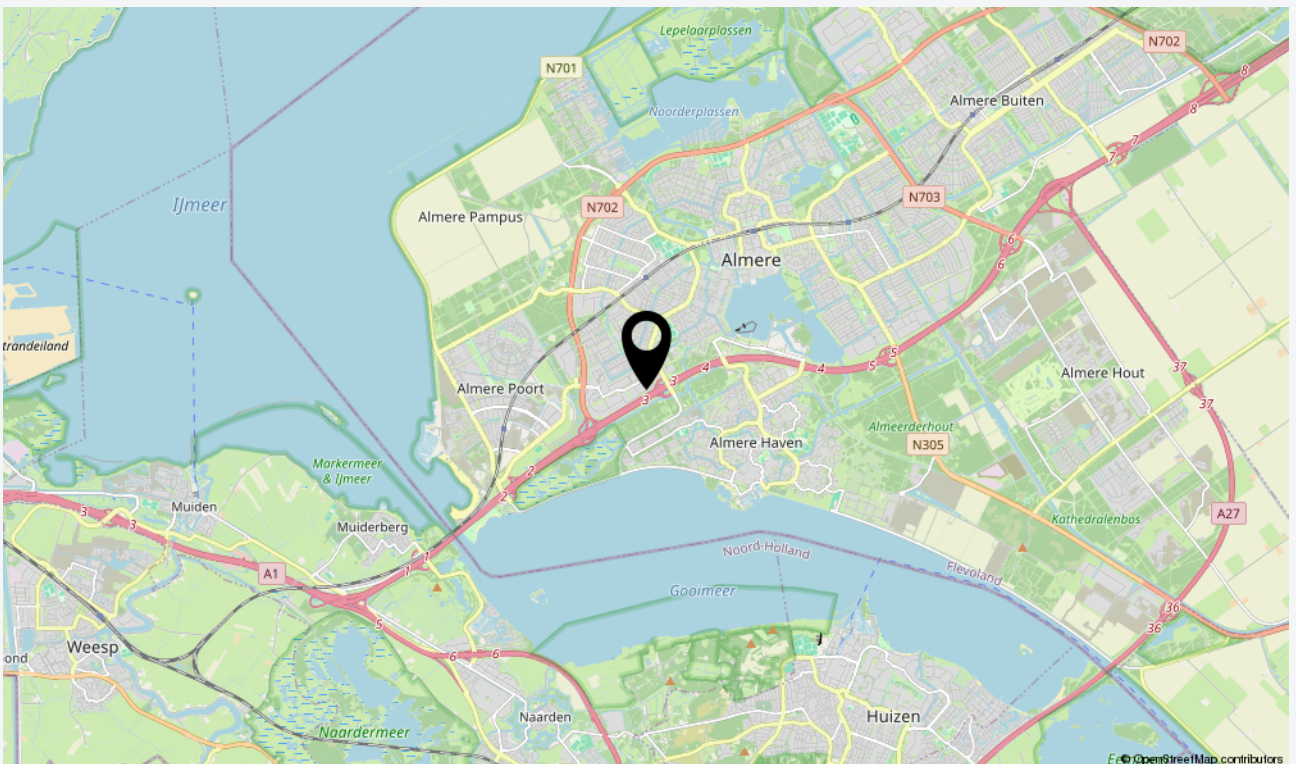 Lepelaarplassen
N702
N701
8
8
Almere Buiten
Noorderplassen
7
7
IJmeer
N703
N702
Almere Pampus
6
6
Almere
trandeiland
5
5
4
4
3
3
37
37
Almere Hout
Almere Poort
Almeerderhout
N305
Almere Haven
Markermeer
& IJmeer
2
2
Muiden
3
3
Muiderberg
A27
Kathedralenbos
Noord-Holland
Flevoland
1
1
A1
Gooimeer
36
36
5
Weesp
ond
6
6
Naarden
Huizen
Naardermeer
© OpenStreetMap contributors